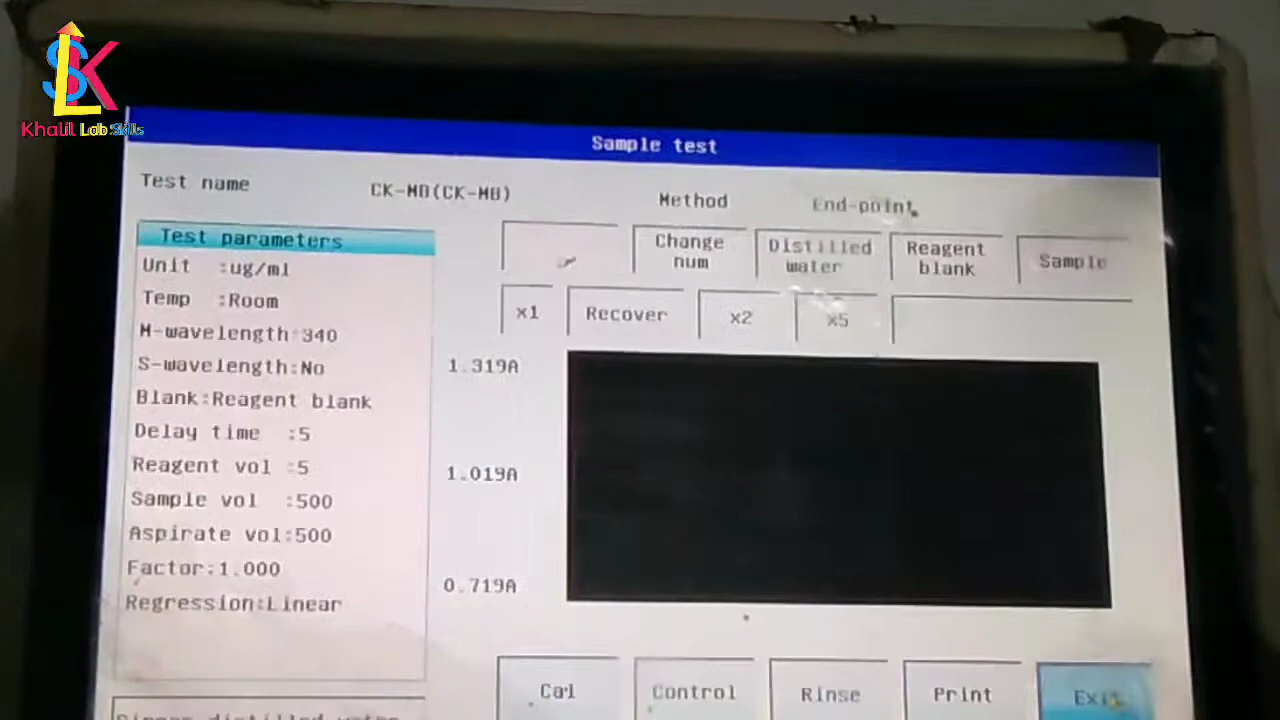 SLK
Khalil Lab Skills
Sample test
Test name CK-MB(CK-MB) Method End-point
Test parameters
Unit :ug/ml
Temp :Room
M-wavelength:340
S-wavelength:No
Blank:Reagent blank
Delay time :5
Reagent vol :5
Sample vol :500
Aspirate vol:500
Factor:1.000
Regression:Linear
Change num
Distilled water
Reagent blank
Sample
x1 Recover x2 x5
1.319A
1.019A
0.719A
Cal Control Rinse Print Exit
distilled water